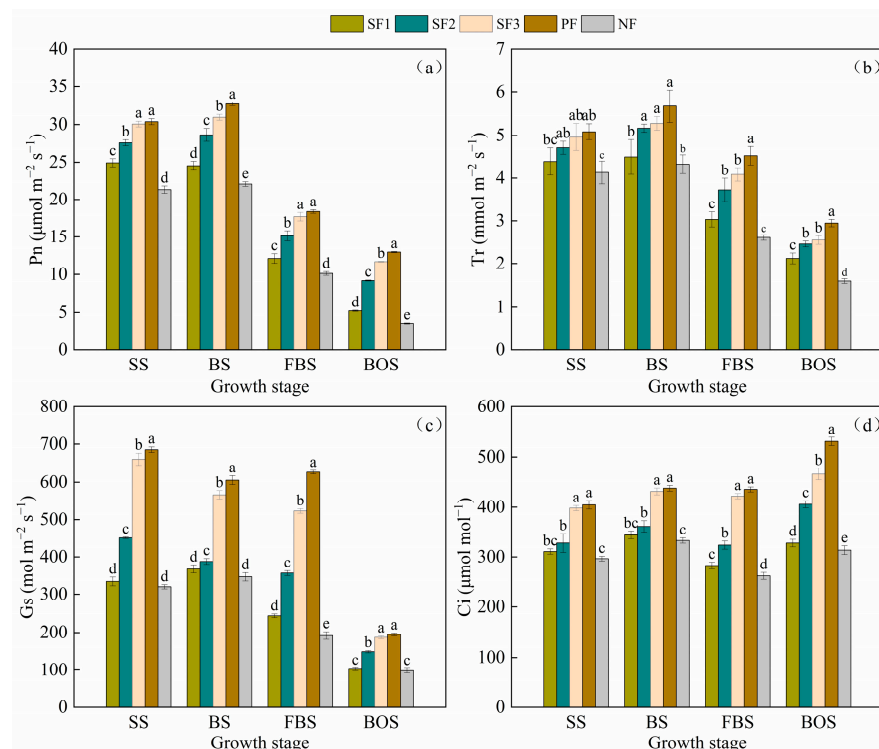 SF1 SF2 SF3 PF NF
(a)
40
35
30
25
20
15
10
5
0
Pn (μmol m⁻² s⁻¹)
c b a a d
d c b a e
c b a a d
d c b a e
SS BS FBS BOS
Growth stage
(b)
7
6
5
4
3
2
1
0
Tr (mmol m⁻² s⁻¹)
bc ab ab ab c
b a a a b
c b b a c
c b b a d
SS BS FBS BOS
Growth stage
(c)
800
700
600
500
400
300
200
100
0
Gs (mol m⁻² s⁻¹)
d c b a d
d c b a d
d c b a e
c b a a c
SS BS FBS BOS
Growth stage
(d)
600
500
400
300
200
100
0
Ci (μmol mol⁻¹)
bc b a a c
bc b a a c
c b a a d
d c b a e
SS BS FBS BOS
Growth stage